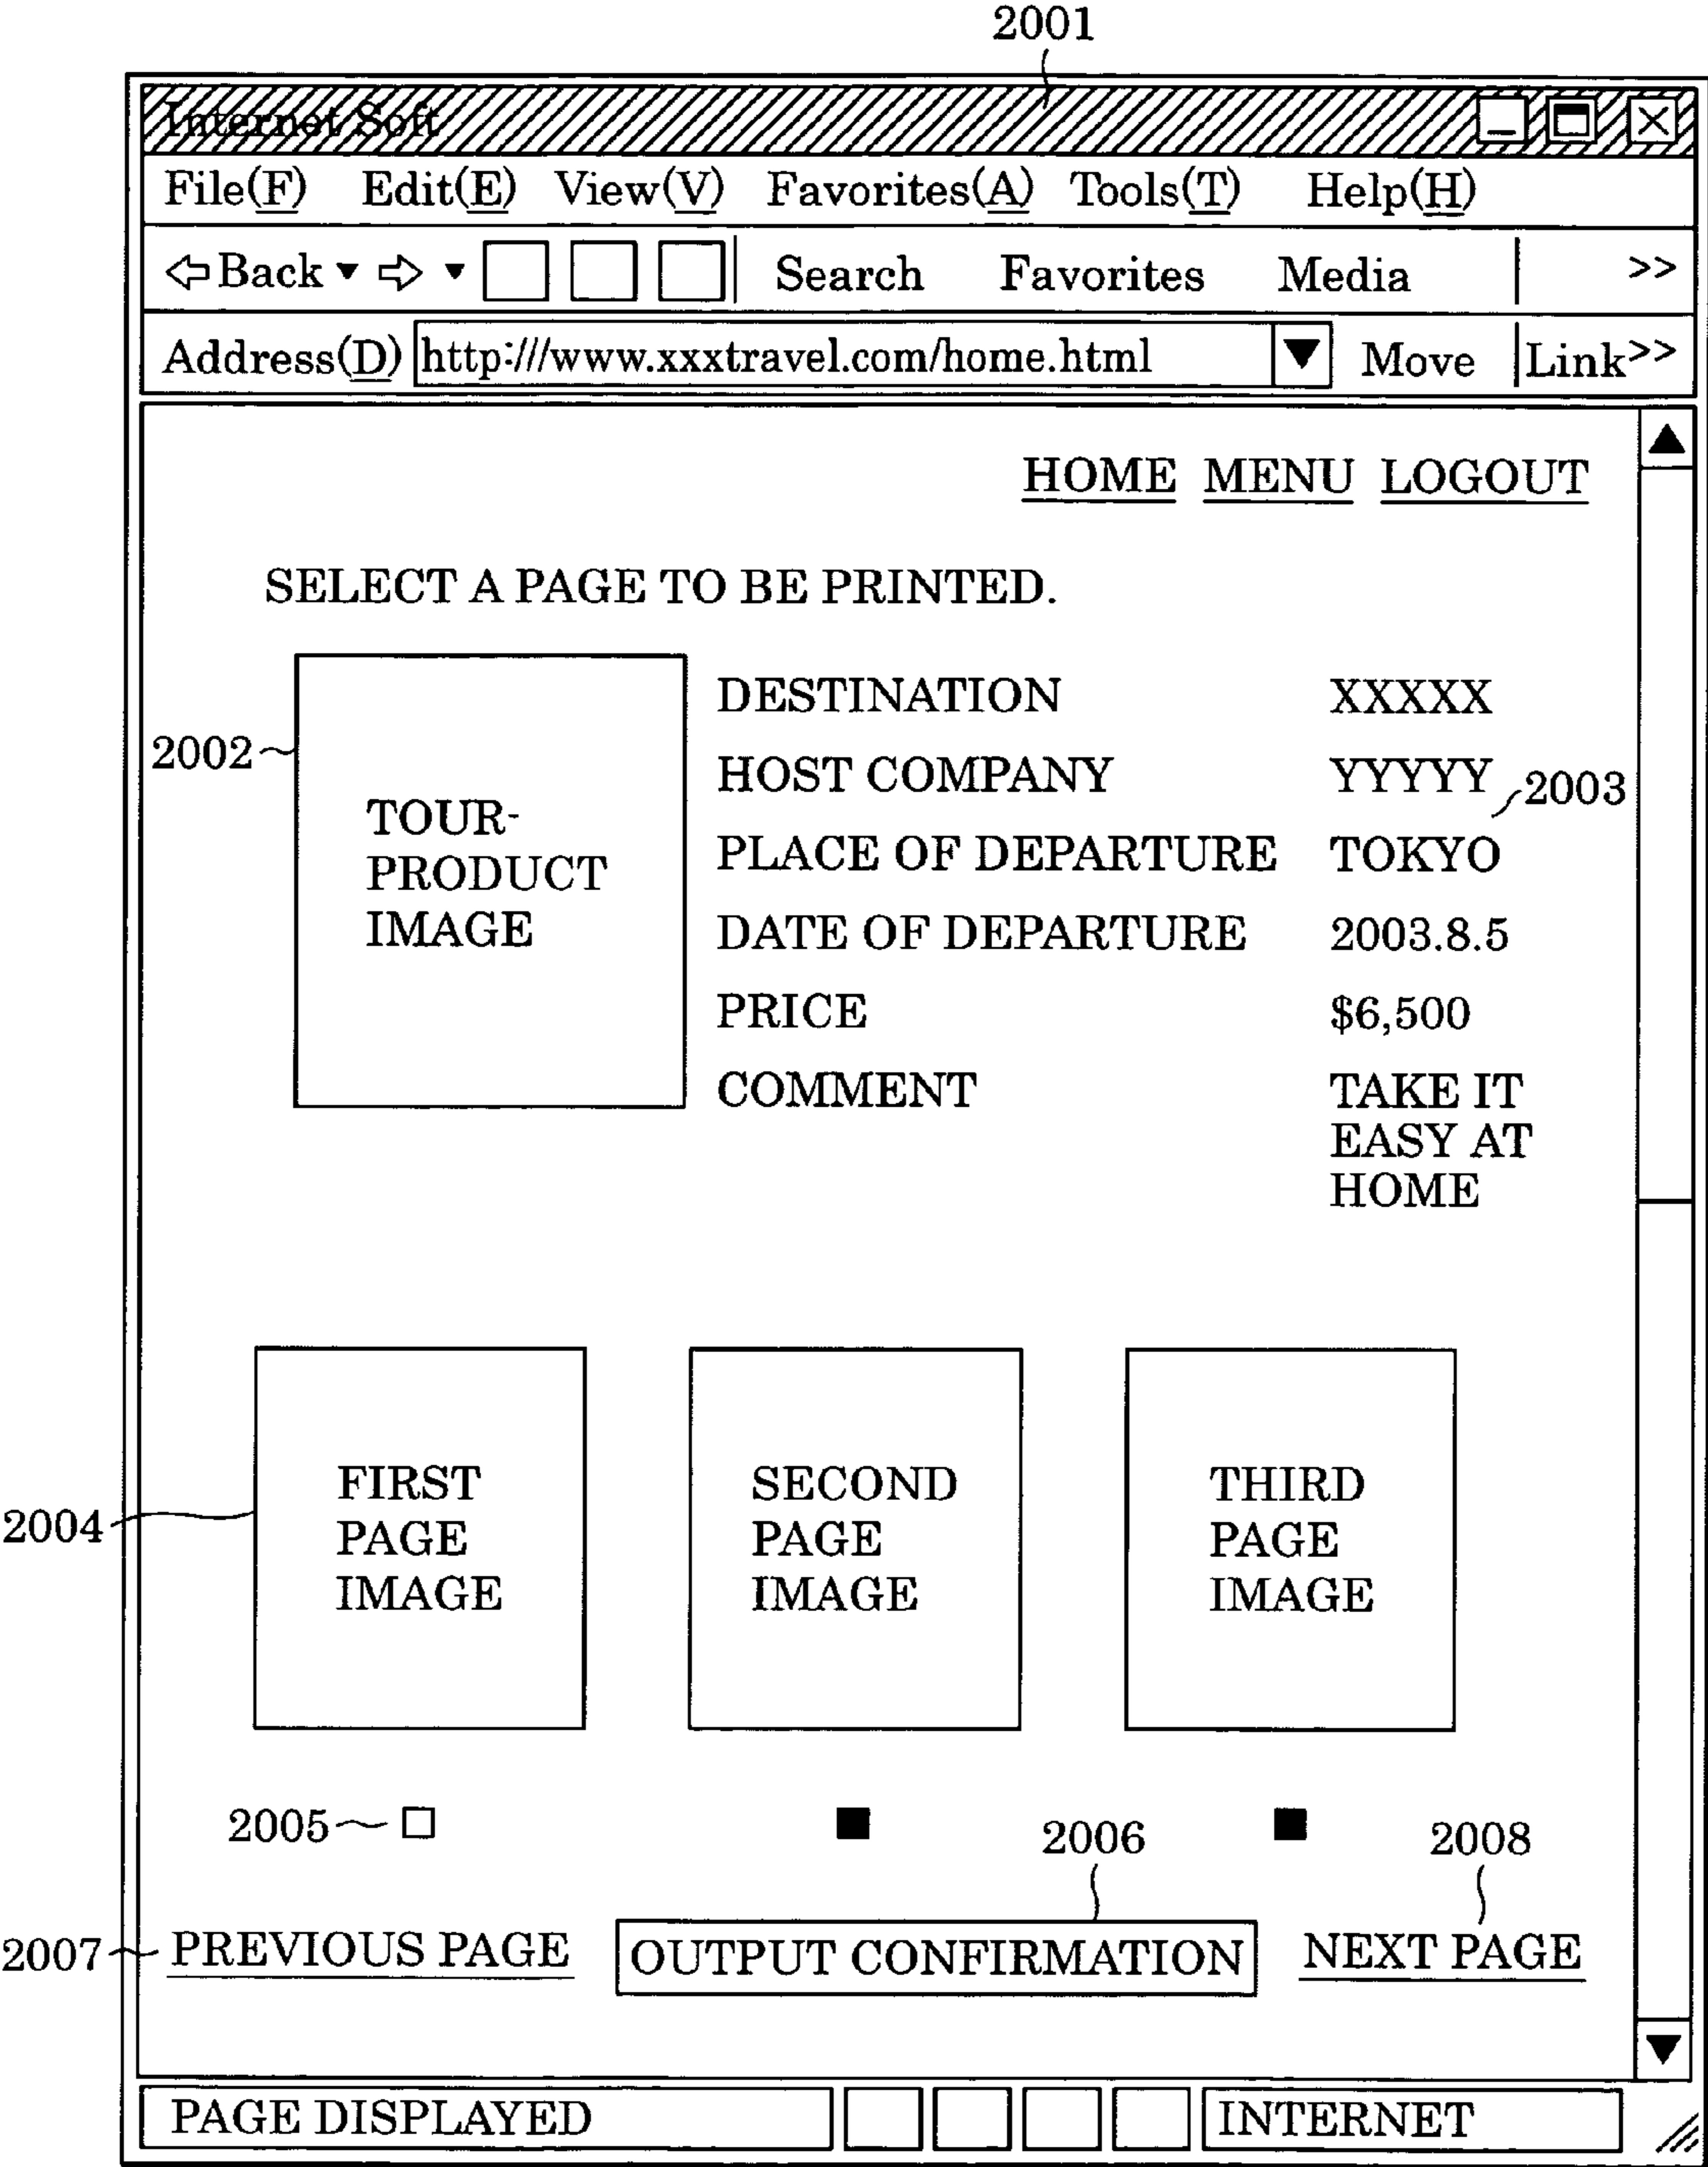 2001
Internet Soft
File(F) Edit(E) View(V) Favorites(A) Tools(T) Help(H)
Back Search Favorites Media >>
Address(D) http:///www.xxxtravel.com/home.html Move Link>>
HOME MENU LOGOUT
SELECT A PAGE TO BE PRINTED.
2002
TOUR-
PRODUCT
IMAGE
DESTINATION XXXXX
HOST COMPANY YYYYY
2003
PLACE OF DEPARTURE TOKYO
DATE OF DEPARTURE 2003.8.5
PRICE $6,500
COMMENT TAKE IT
EASY AT
HOME
2004
FIRST
PAGE
IMAGE
SECOND
PAGE
IMAGE
THIRD
PAGE
IMAGE
2005
2006
2008
2007
PREVIOUS PAGE OUTPUT CONFIRMATION NEXT PAGE
PAGE DISPLAYED INTERNET